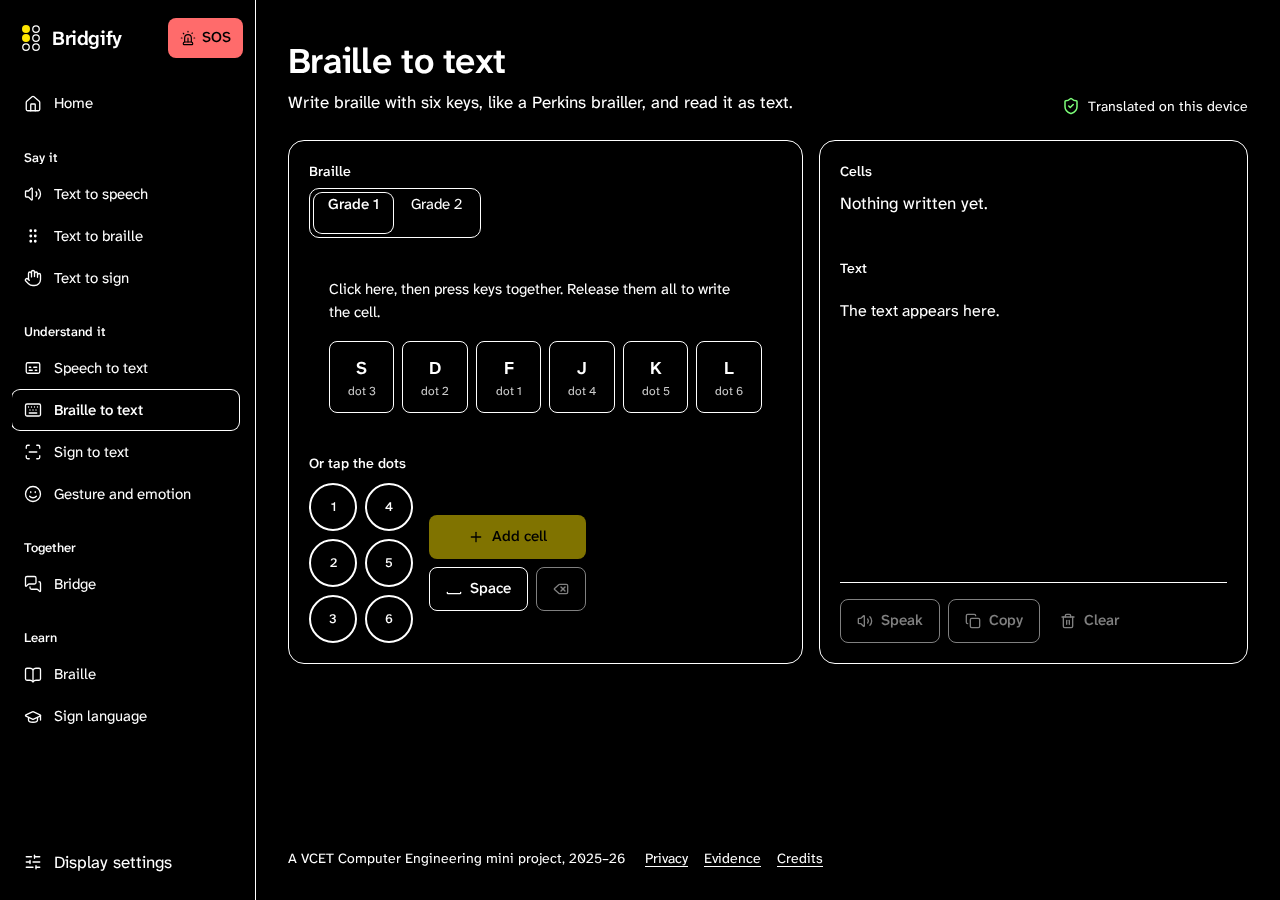 Bridgify
SOS
Home
Say it
Text to speech
Text to braille
Text to sign
Understand it
Speech to text
Braille to text
Sign to text
Gesture and emotion
Together
Bridge
Learn
Braille
Sign language
Display settings
Braille to text
Write braille with six keys, like a Perkins brailler, and read it as text.
Translated on this device
Braille
Grade 1 Grade 2
Click here, then press keys together. Release them all to write
the cell.
S D F J K L
dot 3 dot 2 dot 1 dot 4 dot 5 dot 6
Or tap the dots
1 4
2 5
3 6
Add cell
Space
Cells
Nothing written yet.
Text
The text appears here.
Speak Copy Clear
A VCET Computer Engineering mini project, 2025–26 Privacy Evidence Credits